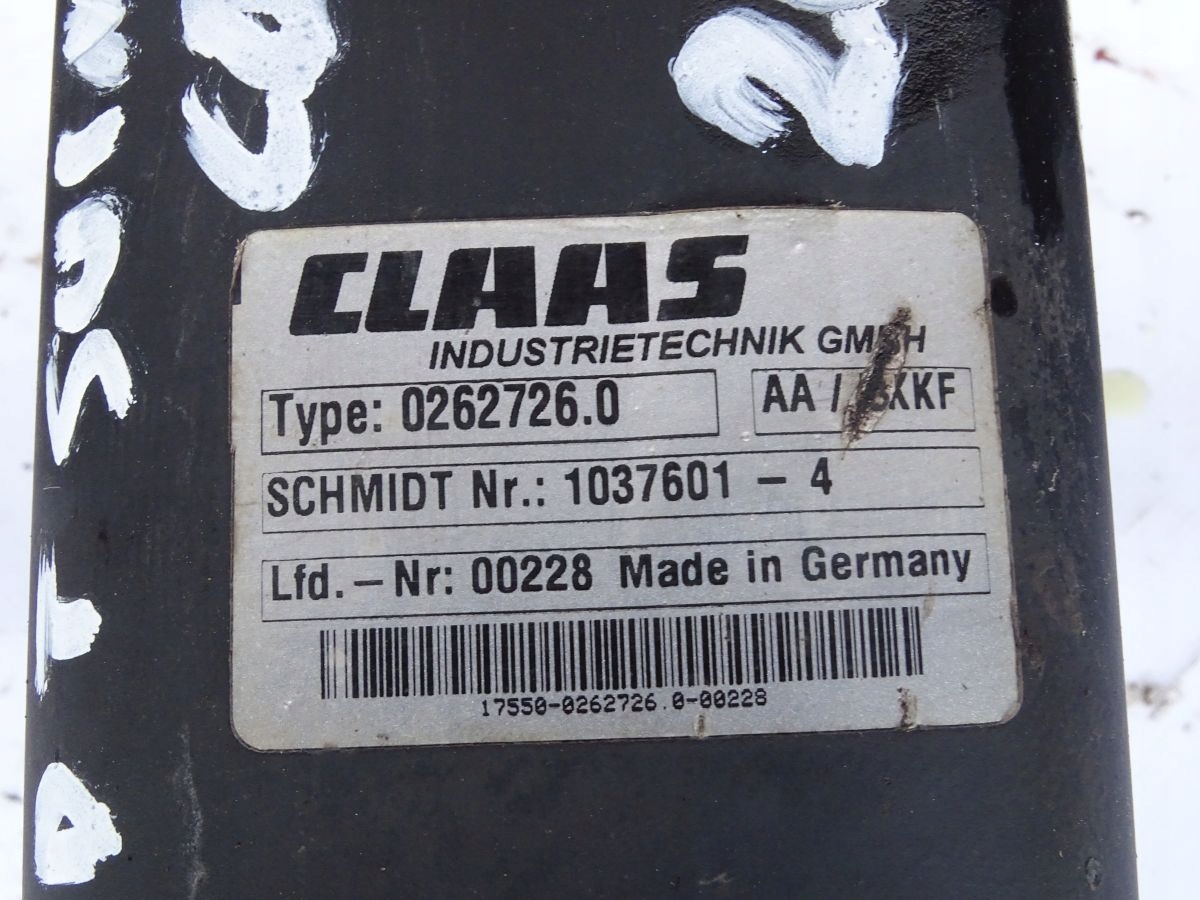 CLAAS
INDUSTRIETECHNIK GMBH
Type: 0262726.0
AA /
SCHMIDT Nr.: 1037601 - 4
Lfd. - Nr: 00228 Made in Germany
17550-0262726.0-00228